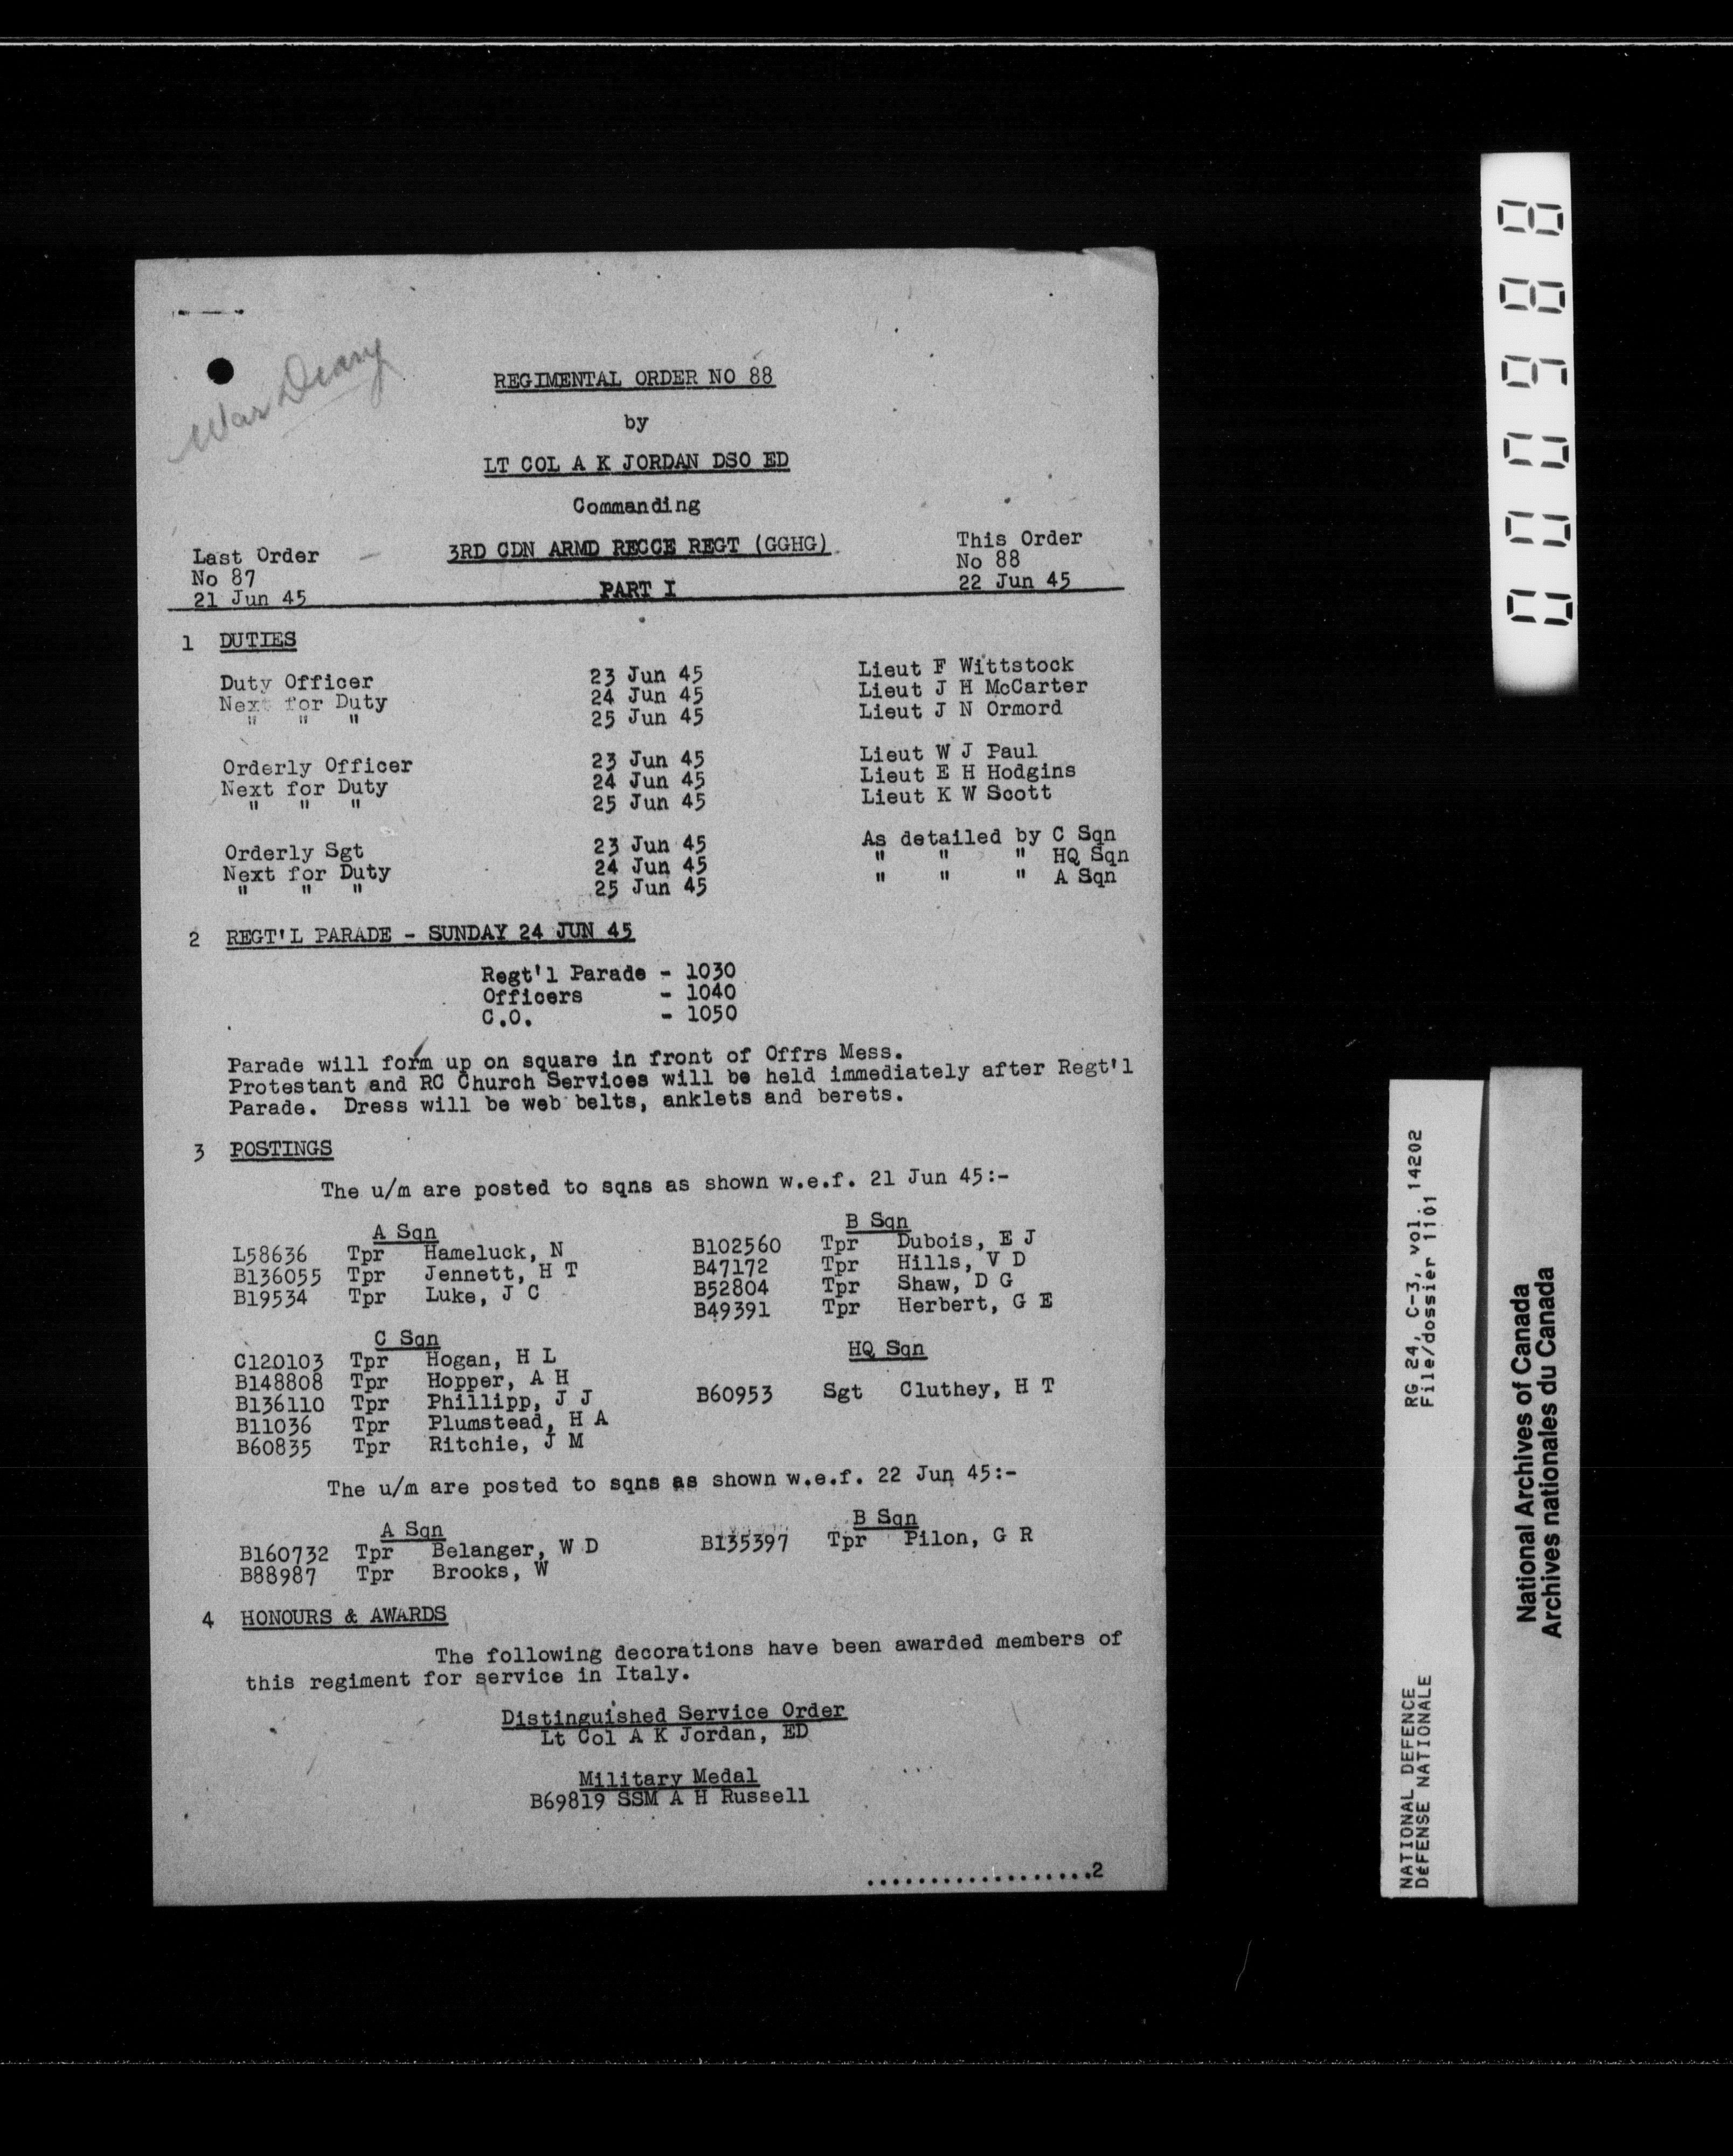 War Diary
REGIMENTAL ORDER NO 88
by
LT COL A K JORDAN DSO ED
Commanding
Last Order 3RD CDN ARMD RECCE REGT (GGHG) This Order
No 87 No 88
21 Jun 45 PART I 22 Jun 45
1 DUTIES
Duty Officer 23 Jun 45 Lieut F Wittstock
Next for Duty 24 Jun 45 Lieut J H McCarter
" " " 25 Jun 45 Lieut J N Ormord
Orderly Officer 23 Jun 45 Lieut W J Paul
Next for Duty 24 Jun 45 Lieut E H Hodgins
" " " 25 Jun 45 Lieut K W Scott
Orderly Sgt 23 Jun 45 As detailed by C Sqn
Next for Duty 24 Jun 45 " " " HQ Sqn
" " " 25 Jun 45 " " " A Sqn
2 REGT'L PARADE - SUNDAY 24 JUN 45
Regt'l Parade - 1030
Officers - 1040
C.O. - 1050
Parade will form up on square in front of Offrs Mess.
Protestant and RC Church Services will be held immediately after Regt'l
Parade. Dress will be web belts, anklets and berets.
3 POSTINGS
The u/m are posted to sqns as shown w.e.f. 21 Jun 45:-
A Sqn B Sqn
L58636 Tpr Hameluck, N B102560 Tpr Dubois, E J
B136055 Tpr Jennett, H T B47172 Tpr Hills, V D
B19534 Tpr Luke, J C B52804 Tpr Shaw, D G
B49391 Tpr Herbert, G E
C Sqn HQ Sqn
C120103 Tpr Hogan, H L
B148808 Tpr Hopper, A H B60953 Sgt Cluthey, H T
B136110 Tpr Phillipp, J J
B11036 Tpr Plumstead, H A
B60835 Tpr Ritchie, J M
The u/m are posted to sqns as shown w.e.f. 22 Jun 45:-
A Sqn B Sqn
B160732 Tpr Belanger, W D B135397 Tpr Pilon, G R
B88987 Tpr Brooks, W
4 HONOURS & AWARDS
The following decorations have been awarded members of
this regiment for service in Italy.
Distinguished Service Order
Lt Col A K Jordan, ED
Military Medal
B69819 SSM A H Russell
..................2
000988
RG 24, C-3, vol. 14202
File/dossier 1101
NATIONAL DEFENCE
DéFENSE NATIONALE
National Archives of Canada
Archives nationales du Canada